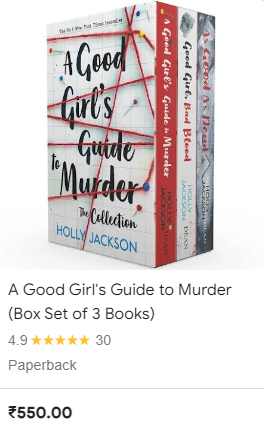 The No.1 New York Times bestseller
A Good
Girl's
Guide
to
Murder
The Collection
HOLLY JACKSON
A Good Girl's Guide to Murder
HOLLY JACKSON
Good Girl, Bad Blood
HOLLY JACKSON
DEAN
As Good As Dead
A Good Girl's Guide to Murder
(Box Set of 3 Books)
4.9 ★★★★★ 30
Paperback
₹550.00